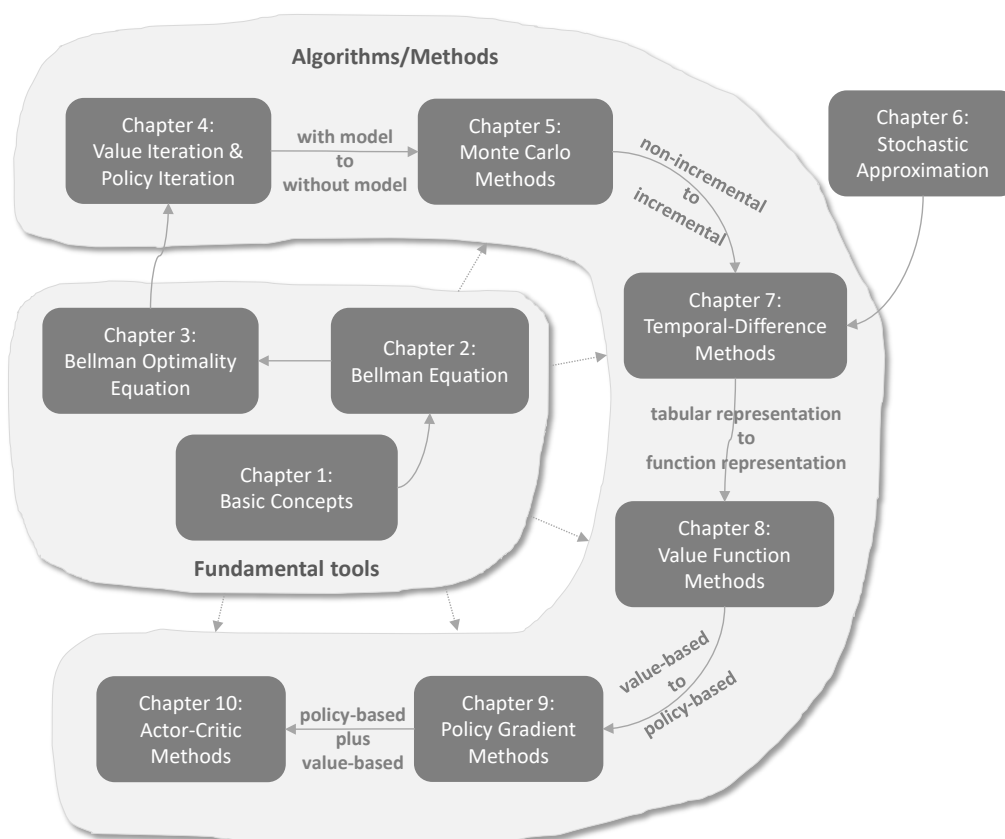 Algorithms/Methods
Chapter 4:
Value Iteration &
Policy Iteration
with model
to
without model
Chapter 5:
Monte Carlo
Methods
non-incremental
to
incremental
Chapter 6:
Stochastic
Approximation
Chapter 3:
Bellman Optimality
Equation
Chapter 2:
Bellman Equation
Chapter 1:
Basic Concepts
Fundamental tools
Chapter 7:
Temporal-Difference
Methods
tabular representation
to
function representation
Chapter 8:
Value Function
Methods
value-based
to
policy-based
Chapter 9:
Policy Gradient
Methods
policy-based
plus
value-based
Chapter 10:
Actor-Critic
Methods